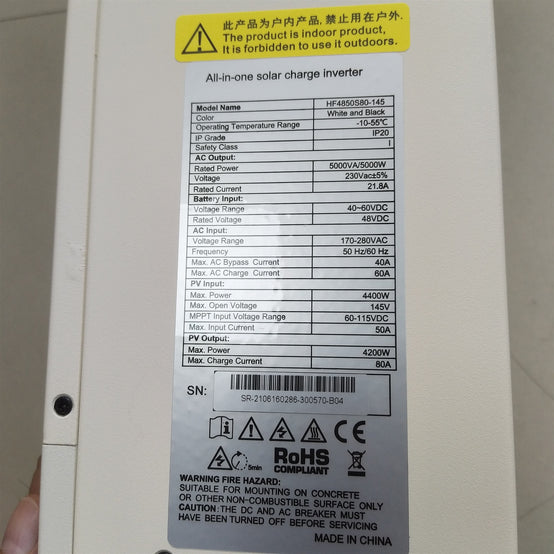 此产品为户内产品,禁止用在户外.
The product is indoor product,
It is forbidden to use it outdoors.
All-in-one solar charge inverter
Model Name HF4850S80-145
Color White and Black
Operating Temperature Range -10-55℃
IP Grade IP20
Safety Class I
AC Output:
Rated Power 5000VA/5000W
Voltage 230Vac±5%
Rated Current 21.8A
Battery Input:
Voltage Range 40~60VDC
Rated Voltage 48VDC
AC Input:
Voltage Range 170-280VAC
Frequency 50 Hz/60 Hz
Max. AC Bypass Current 40A
Max. AC Charge Current 60A
PV Input:
Max. Power 4400W
Max. Open Voltage 145V
MPPT Input Voltage Range 60-115VDC
Max. Input Current 50A
PV Output:
Max. Power 4200W
Max. Charge Current 80A
SN:
SR-2106160286-300570-B04
CE
5min
RoHS
COMPLIANT
WARNING FIRE HAZARD:
SUITABLE FOR MOUNTING ON CONCRETE
OR OTHER NON-COMBUSTIBLE SURFACE ONLY
CAUTION: THE DC AND AC BREAKER MUST
HAVE BEEN TURNED OFF BEFORE SERVICING
MADE IN CHINA